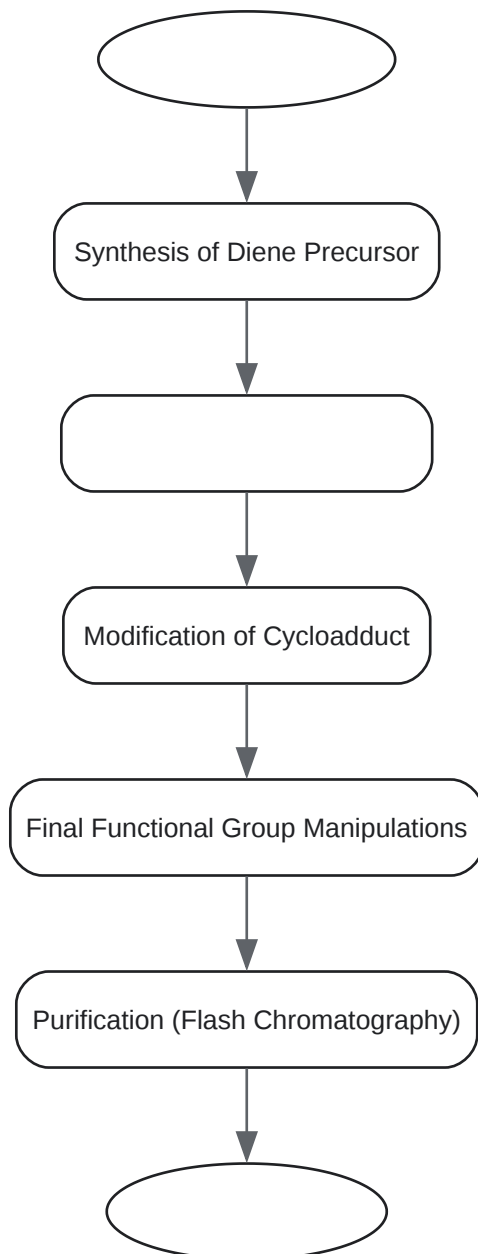 Synthesis of Diene Precursor
Modification of Cycloadduct
Final Functional Group Manipulations
Purification (Flash Chromatography)